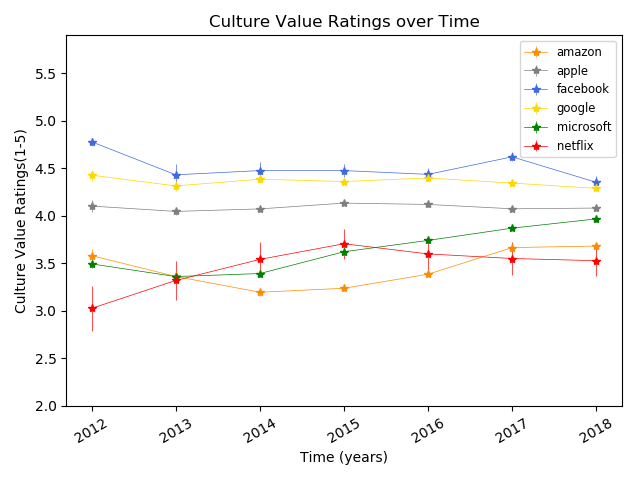 Culture Value Ratings over Time
amazon
apple
facebook
google
microsoft
netflix
Culture Value Ratings(1-5)
5.5
5.0
4.5
4.0
3.5
3.0
2.5
2.0
2012 2013 2014 2015 2016 2017 2018
Time (years)